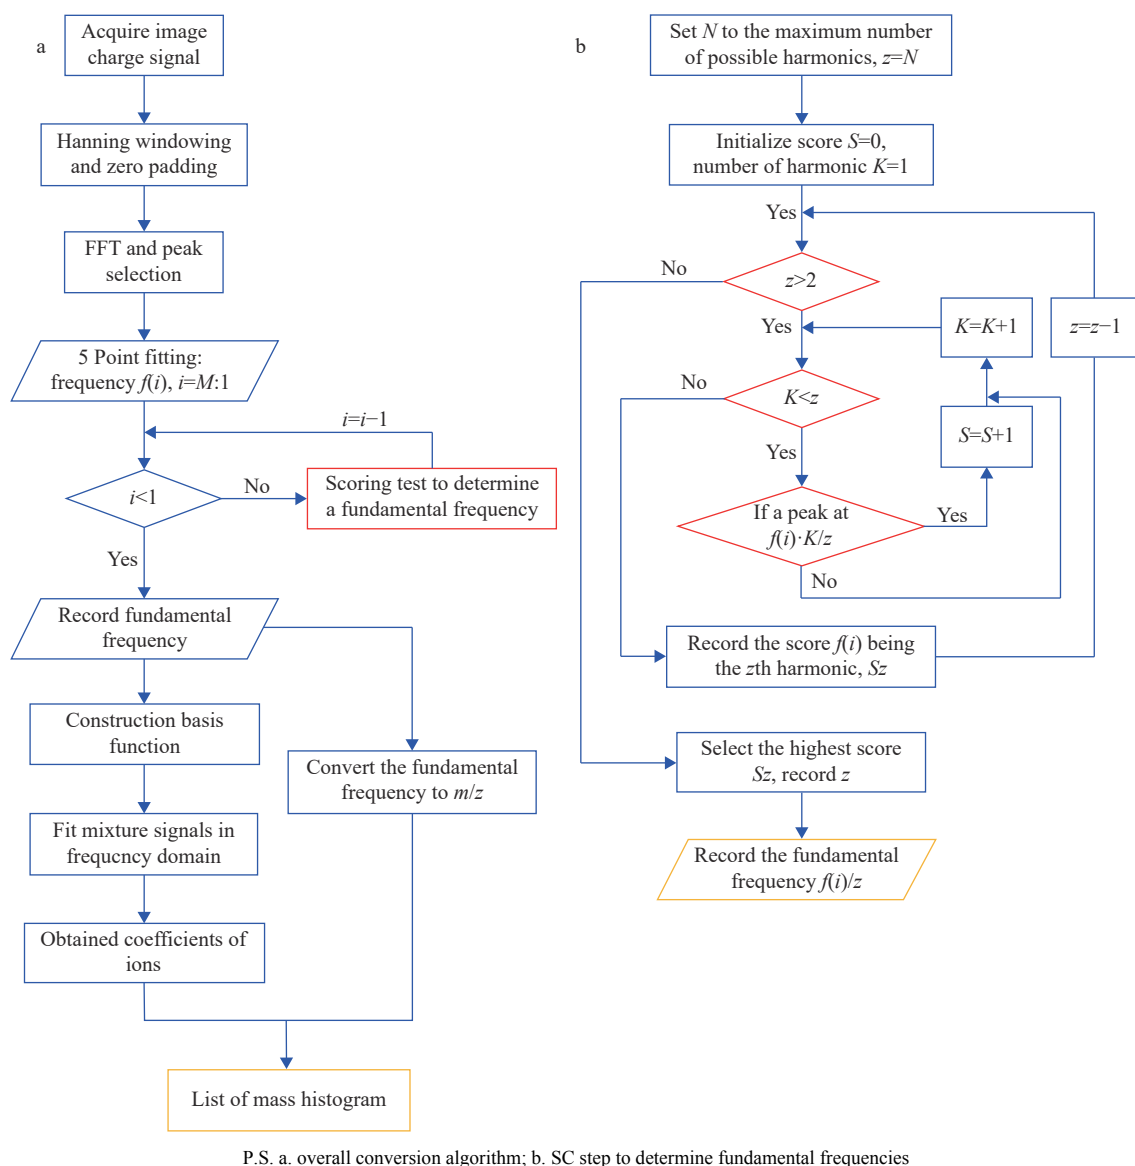 a
Acquire image
charge signal
Hanning windowing
and zero padding
FFT and peak
selection
5 Point fitting:
frequency f(i), i=M:1
i=i−1
i<1
No
Scoring test to determine
a fundamental frequency
Yes
Record fundamental
frequency
Construction basis
function
Convert the fundamental
frequency to m/z
Fit mixture signals in
frequcncy domain
Obtained coefficients of
ions
List of mass histogram
b
Set N to the maximum number
of possible harmonics, z=N
Initialize score S=0,
number of harmonic K=1
Yes
No
z>2
Yes
K=K+1
z=z−1
No
K<z
S=S+1
Yes
If a peak at
f(i)·K/z
Yes
No
Record the score f(i) being
the zth harmonic, Sz
Select the highest score
Sz, record z
Record the fundamental
frequency f(i)/z
P.S. a. overall conversion algorithm; b. SC step to determine fundamental frequencies